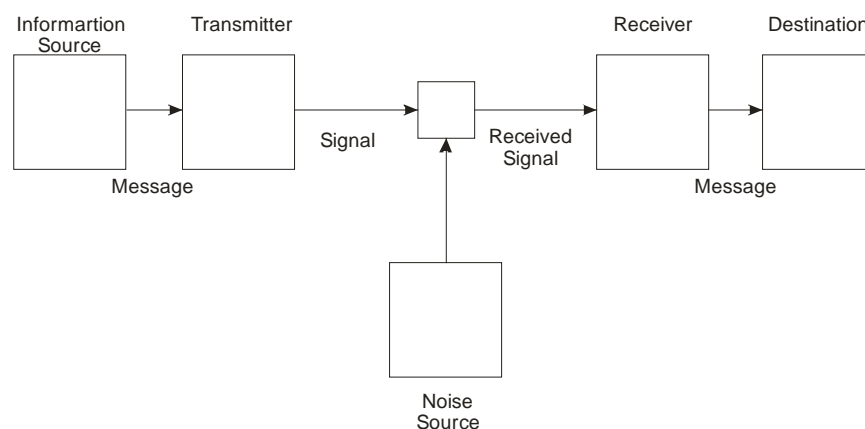 Informartion
Source
Transmitter
Receiver
Destination
Signal
Received
Signal
Message
Message
Noise
Source